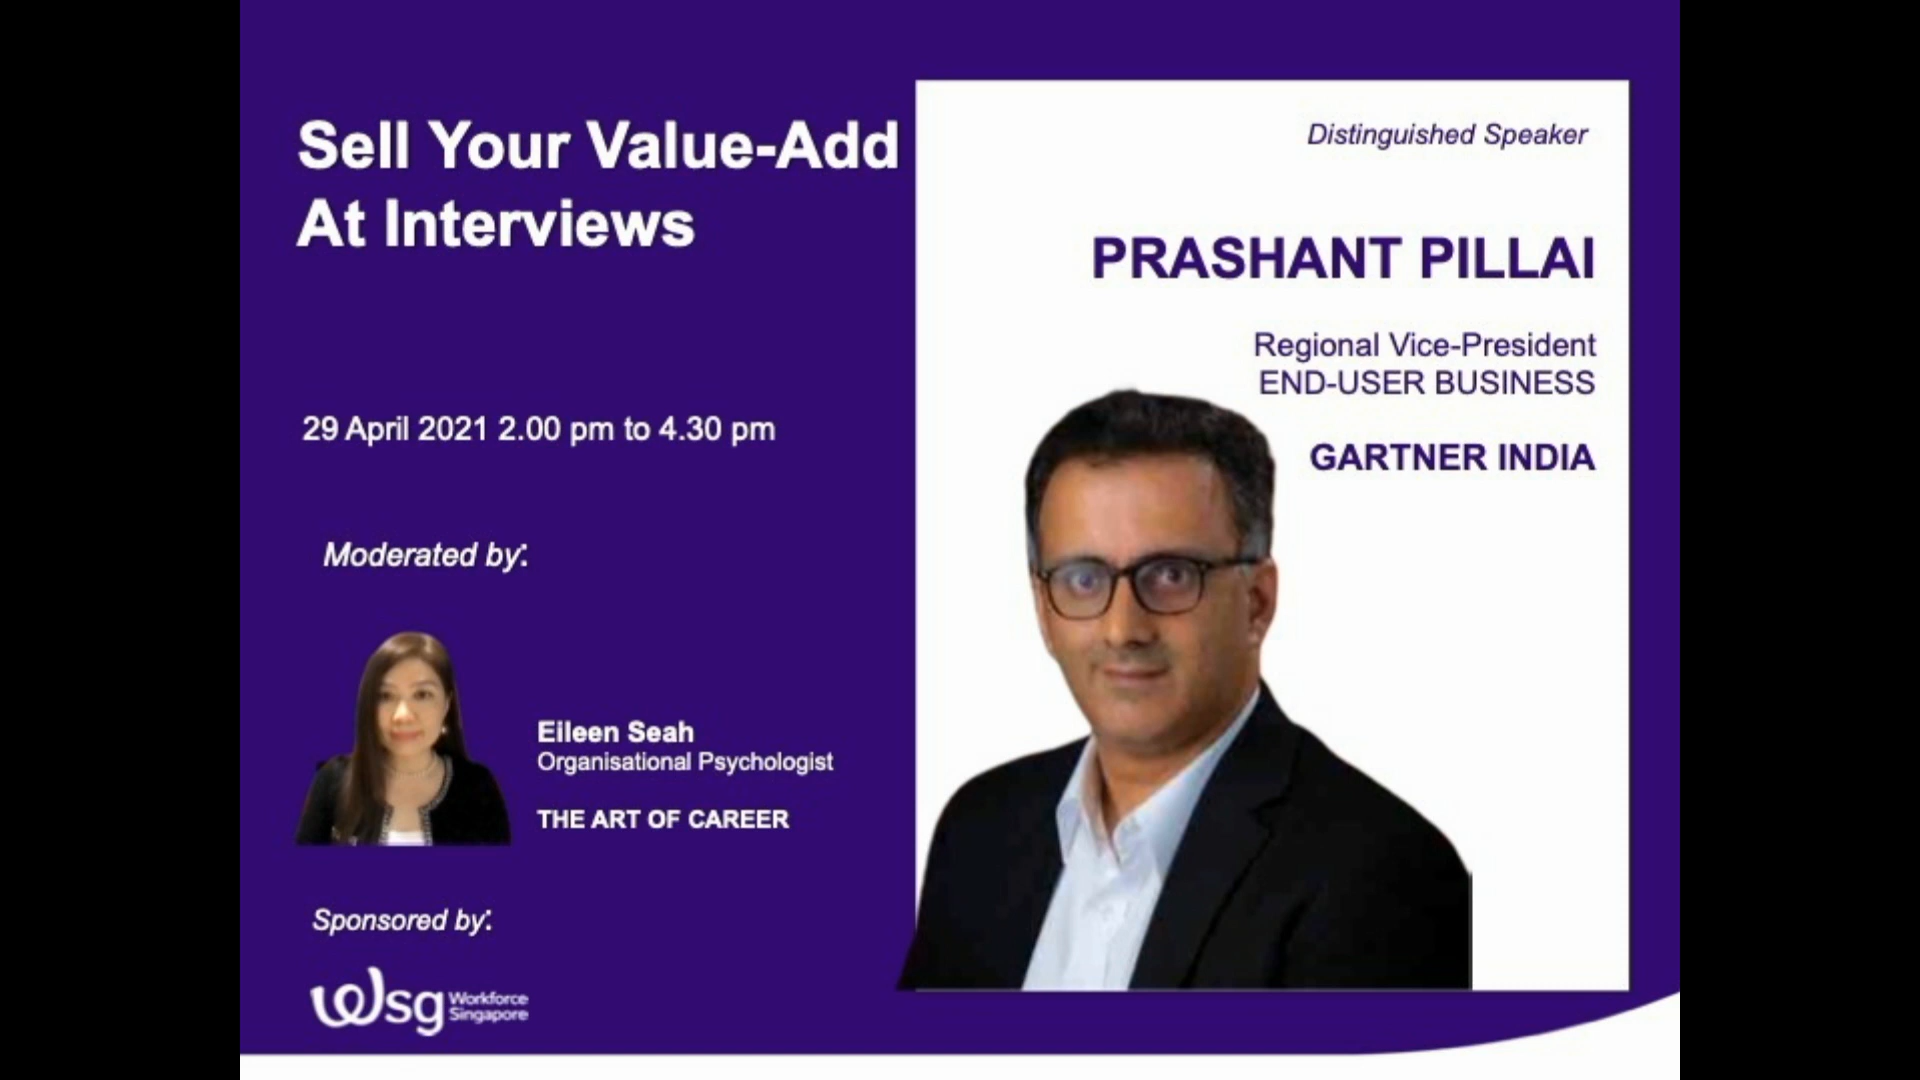 Sell Your Value-Add
At Interviews
29 April 2021 2.00 pm to 4.30 pm
Moderated by:
Eileen Seah
Organisational Psychologist
THE ART OF CAREER
Sponsored by:
wsg Workforce
Singapore
Distinguished Speaker
PRASHANT PILLAI
Regional Vice-President
END-USER BUSINESS
GARTNER INDIA